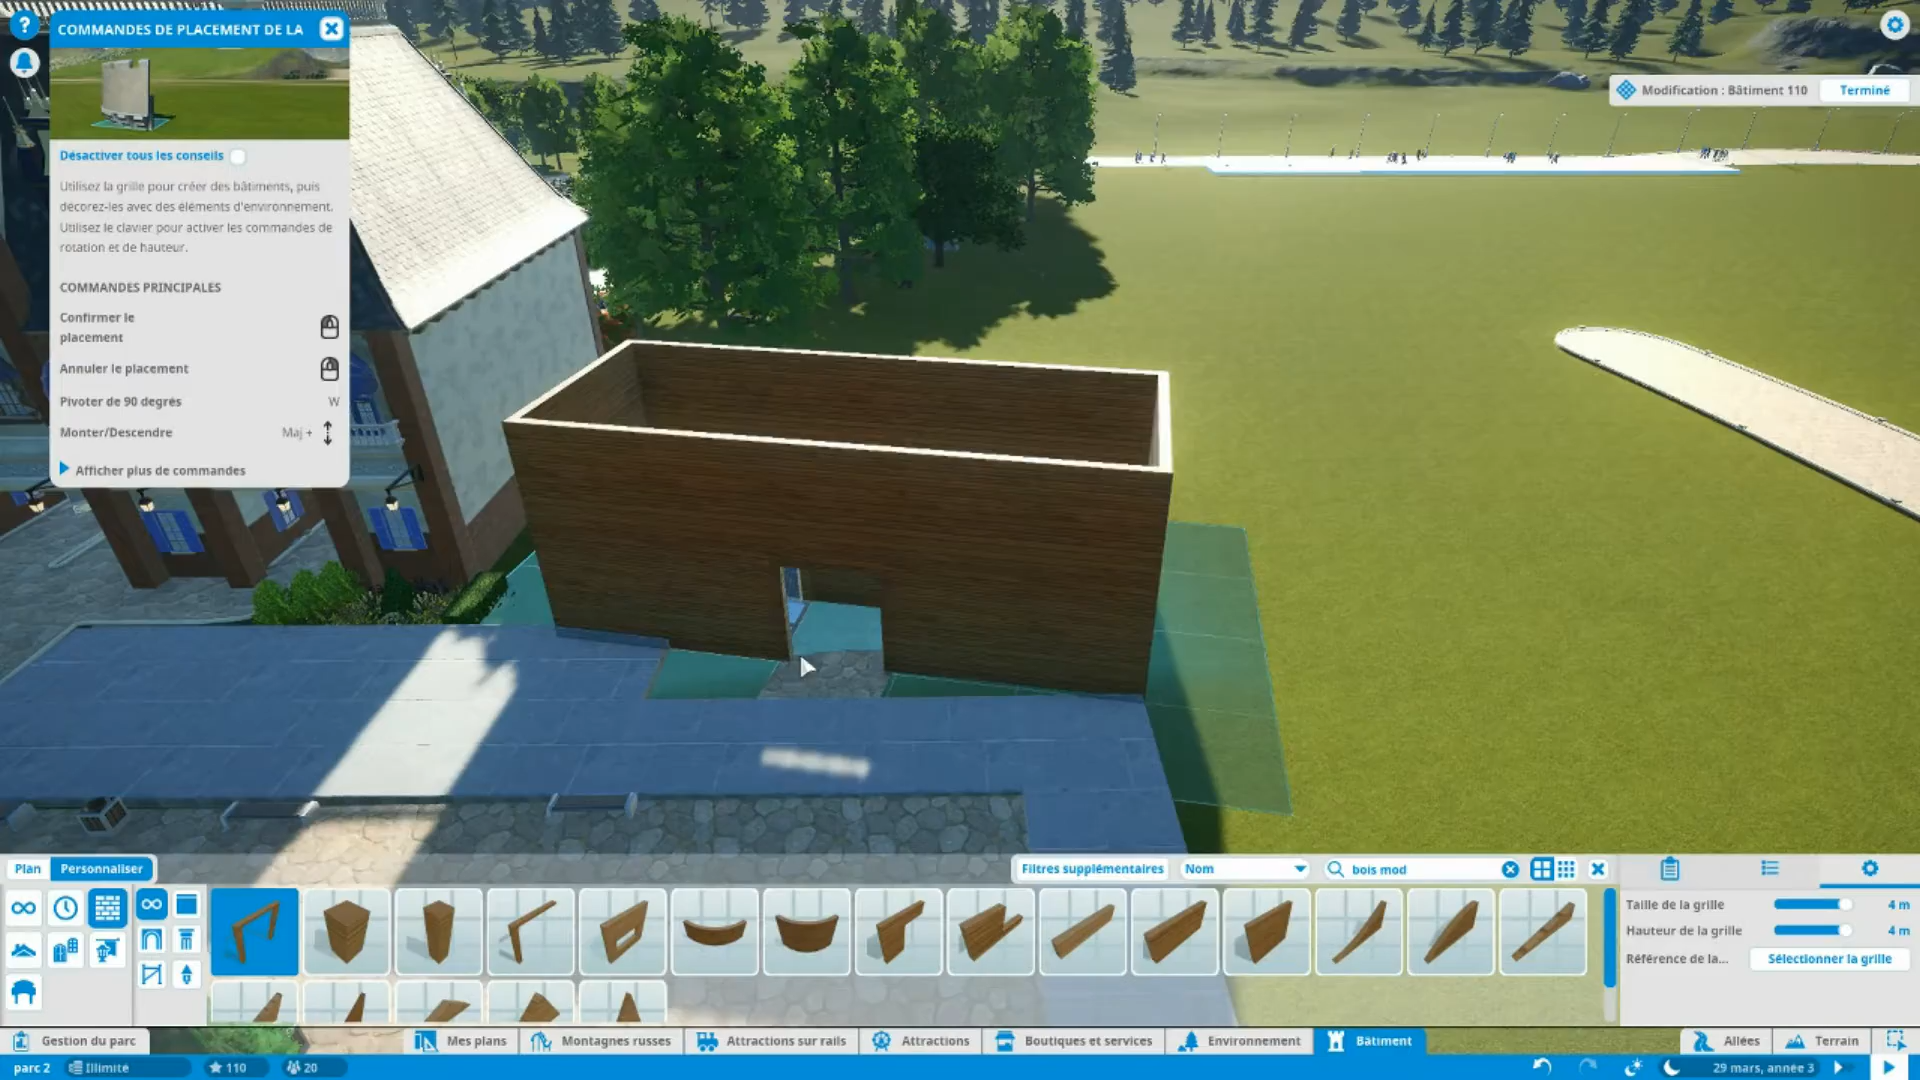 COMMANDES DE PLACEMENT DE LA
Désactiver tous les conseils
Utilisez la grille pour créer des bâtiments, puis
décorez-les avec des éléments d'environnement.
Utilisez le clavier pour activer les commandes de
rotation et de hauteur.
COMMANDES PRINCIPALES
Confirmer le
placement
Annuler le placement
Pivoter de 90 degrés W
Monter/Descendre Maj +
Afficher plus de commandes
Modification : Bâtiment 110 Terminé
Plan Personnaliser
Filtres supplémentaires Nom bois mod
Taille de la grille 4 m
Hauteur de la grille 4 m
Référence de la... Sélectionner la grille
Gestion du parc Mes plans Montagnes russes Attractions sur rails Attractions Boutiques et services Environnement Bâtiment Allées Terrain
parc 2 Illimité 110 20 29 mars, année 3